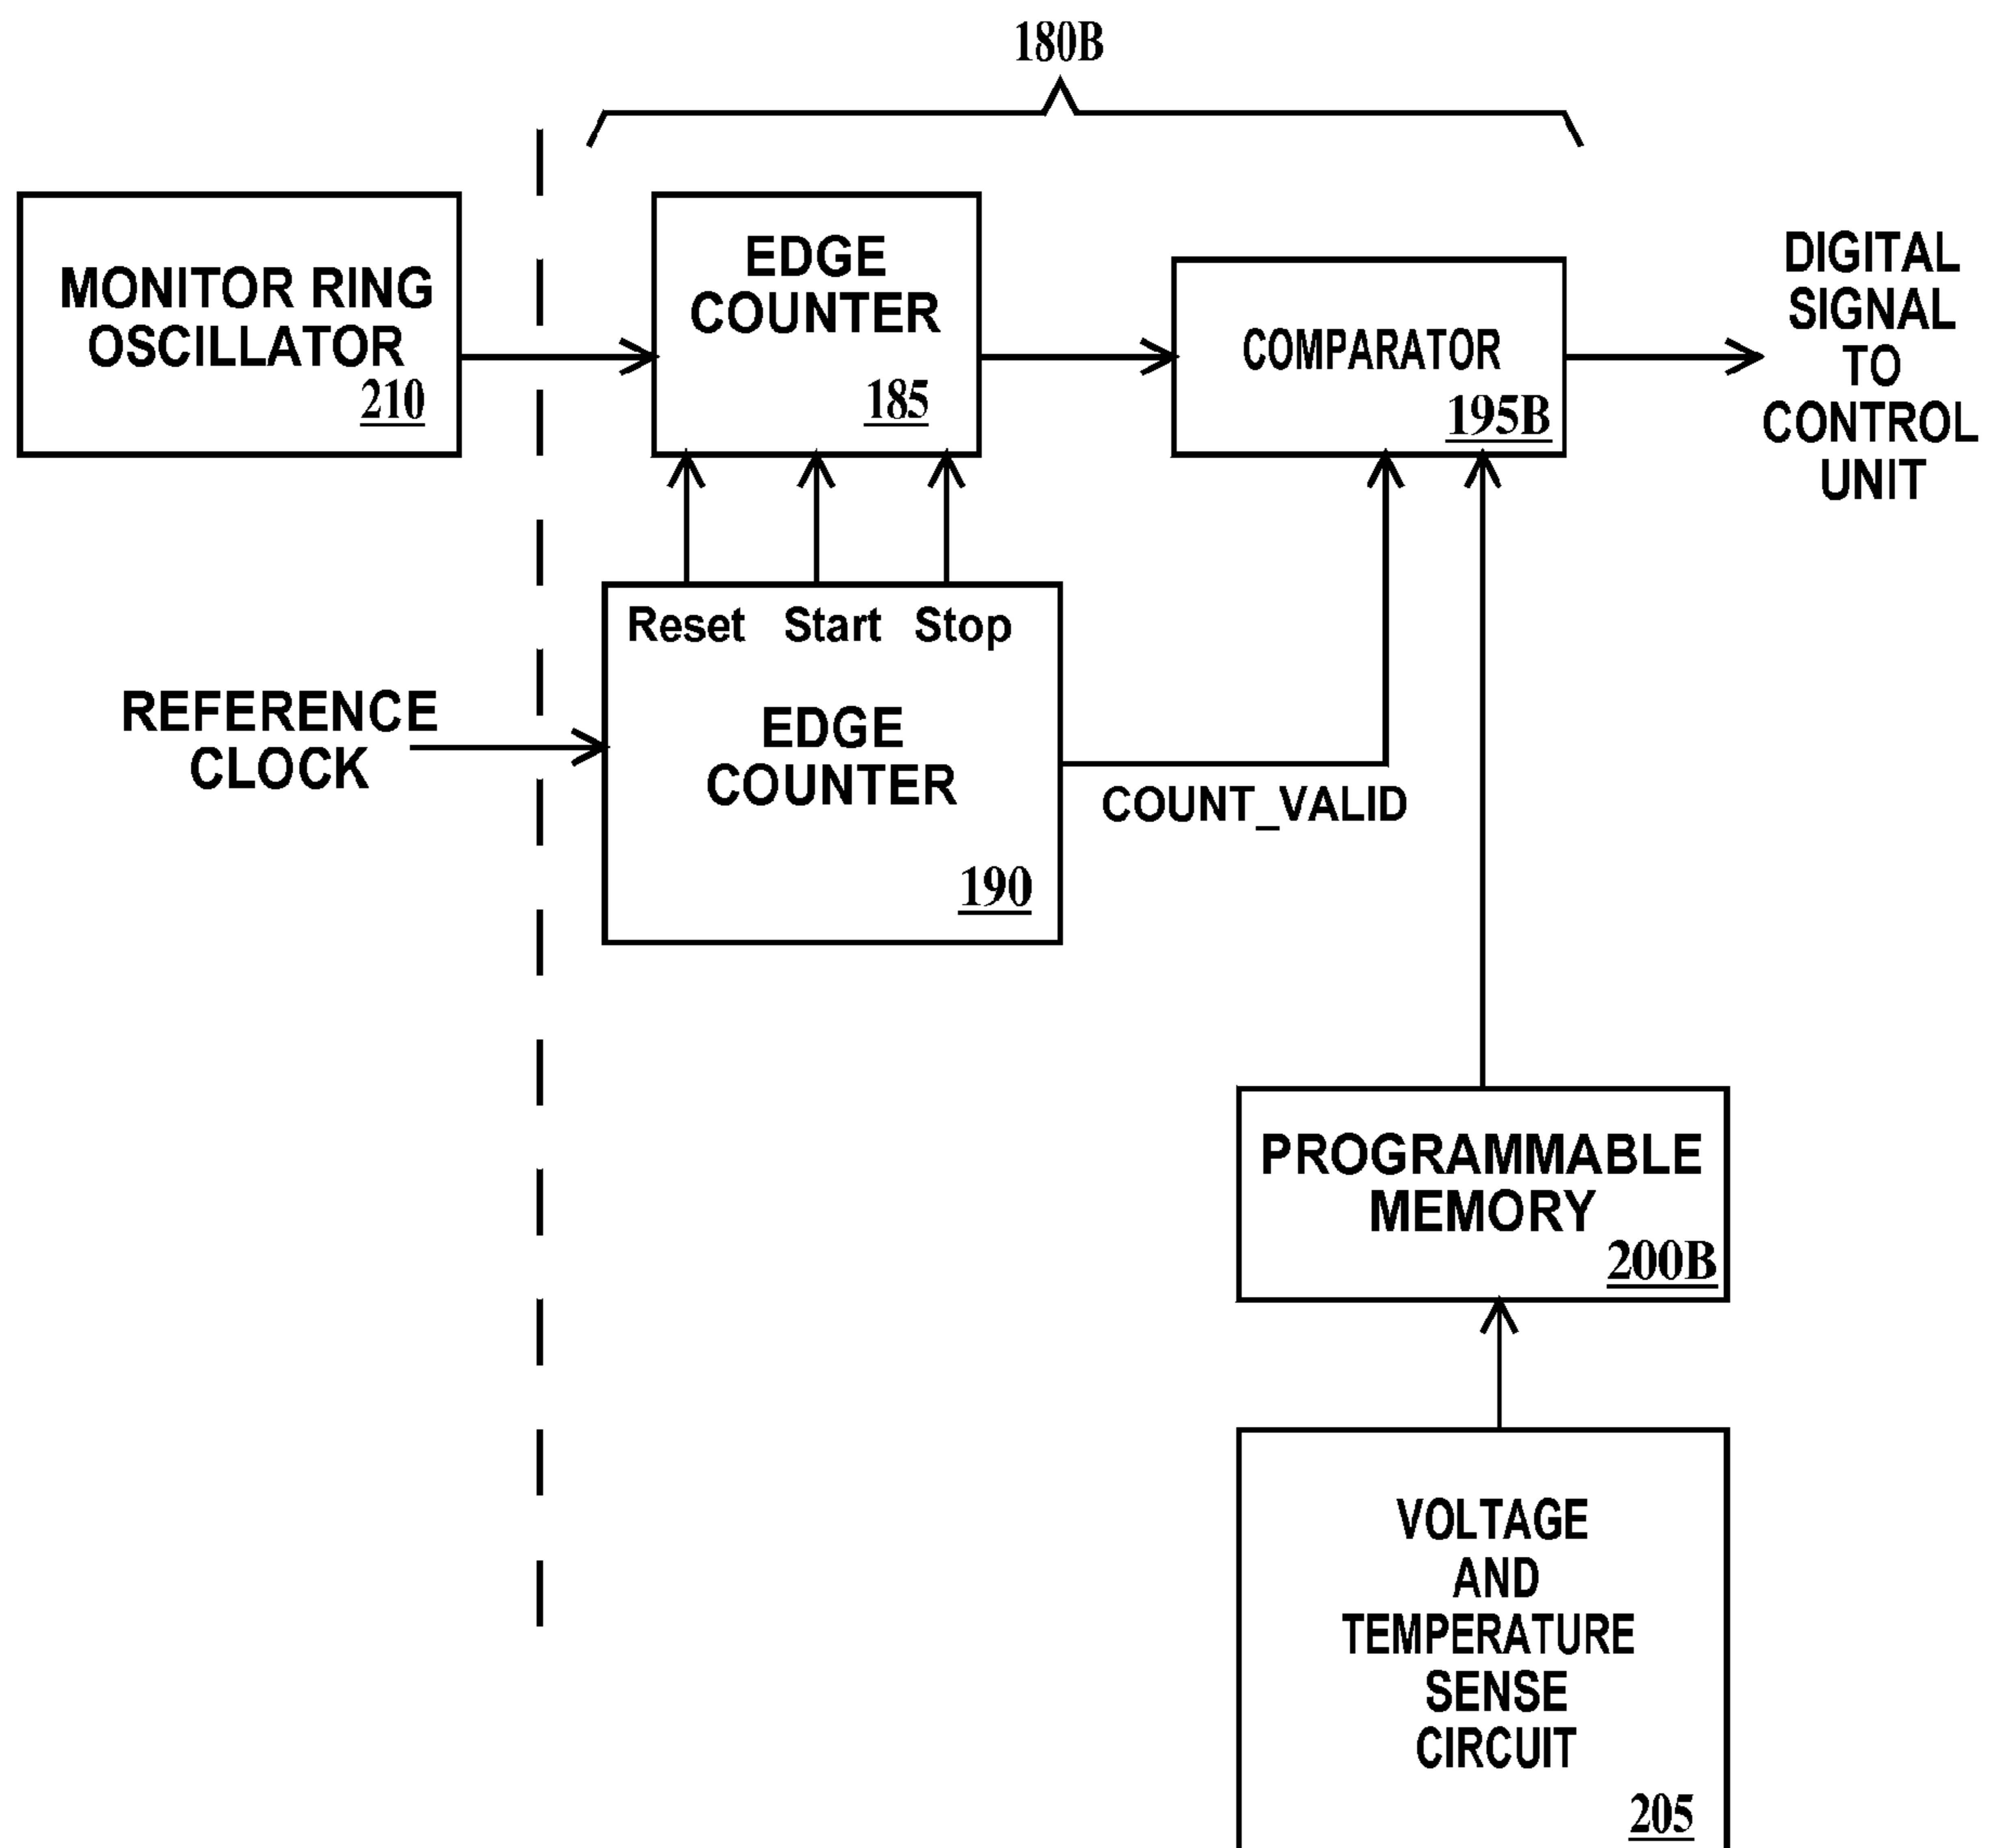 180B
MONITOR RING
OSCILLATOR
210
EDGE
COUNTER
185
COMPARATOR
195B
DIGITAL
SIGNAL
TO
CONTROL
UNIT
Reset Start Stop
REFERENCE
CLOCK
EDGE
COUNTER
190
COUNT_VALID
PROGRAMMABLE
MEMORY
200B
VOLTAGE
AND
TEMPERATURE
SENSE
CIRCUIT
205